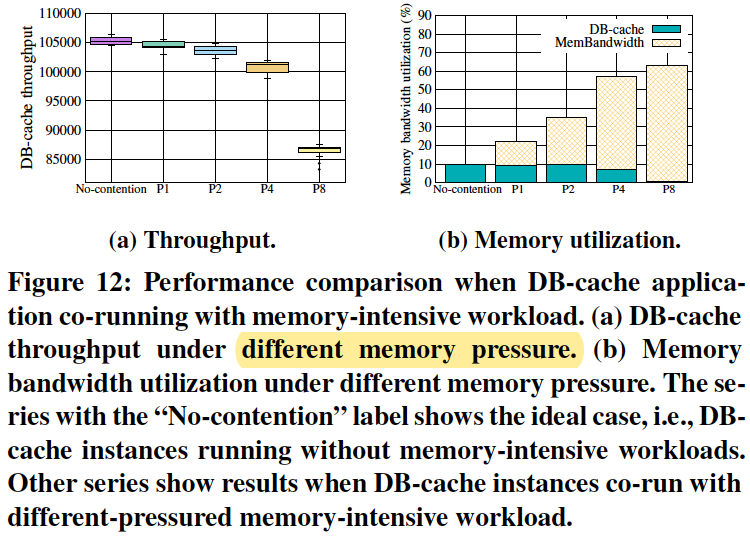 110000
105000
100000
95000
90000
85000
DB-cache throughput
No-contention P1 P2 P4 P8
(a) Throughput.
90
80
70
60
50
40
30
20
10
0
Memory bandwidth utilization (%)
DB-cache
MemBandwidth
No-contention P1 P2 P4 P8
(b) Memory utilization.
Figure 12: Performance comparison when DB-cache applica-
tion co-running with memory-intensive workload. (a) DB-cache
throughput under different memory pressure. (b) Memory
bandwidth utilization under different memory pressure. The se-
ries with the “No-contention” label shows the ideal case, i.e., DB-
cache instances running without memory-intensive workloads.
Other series show results when DB-cache instances co-run with
different-pressured memory-intensive workload.